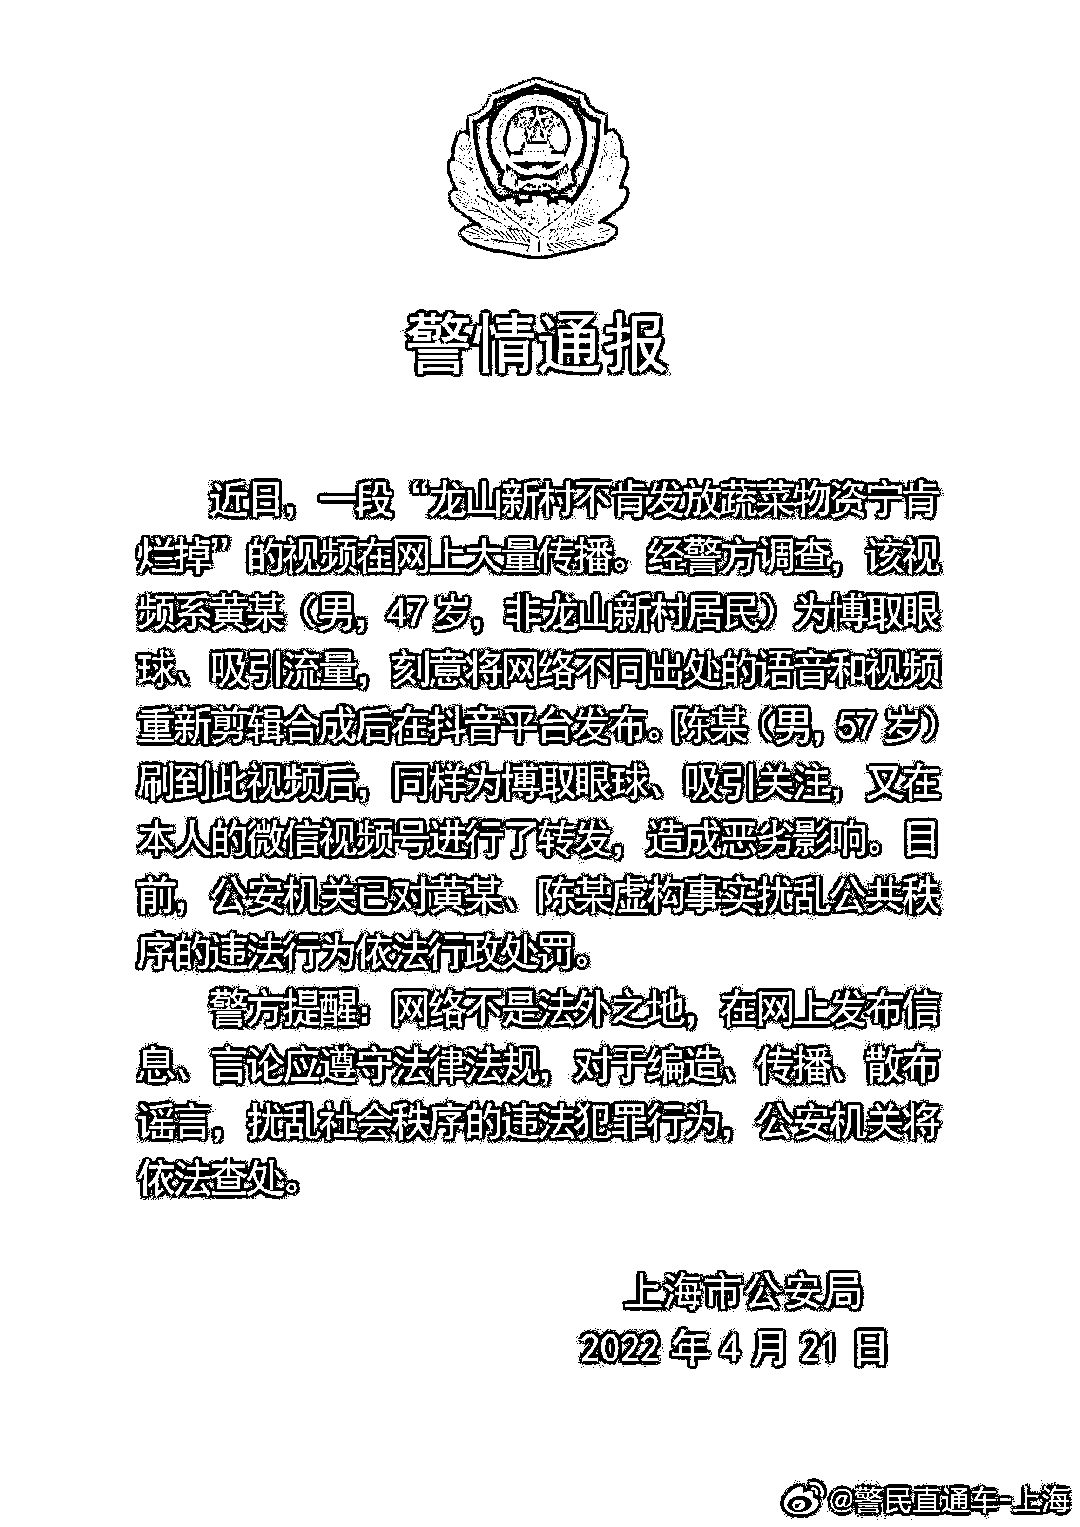 警情通报
近日，一段“龙山新村不肯发放蔬菜物资宁肯
烂掉”的视频在网上大量传播。经警方调查，该视
频系黄某（男，47岁，非龙山新村居民）为博取眼
球、吸引流量，刻意将网络不同出处的语音和视频
重新剪辑合成后在抖音平台发布。陈某（男，57岁）
刷到此视频后，同样为博取眼球、吸引关注，又在
本人的微信视频号进行了转发，造成恶劣影响。目
前，公安机关已对黄某、陈某虚构事实扰乱公共秩
序的违法行为依法行政处罚。
警方提醒：网络不是法外之地，在网上发布信
息、言论应遵守法律法规，对于编造、传播、散布
谣言，扰乱社会秩序的违法犯罪行为，公安机关将
依法查处。
上海市公安局
2022年4月21日
@警民直通车-上海